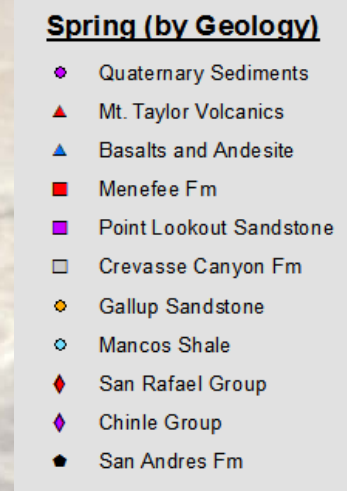 Spring (by Geology)
Quaternary Sediments
Mt. Taylor Volcanics
Basalts and Andesite
Menefee Fm
Point Lookout Sandstone
Crevasse Canyon Fm
Gallup Sandstone
Mancos Shale
San Rafael Group
Chinle Group
San Andres Fm